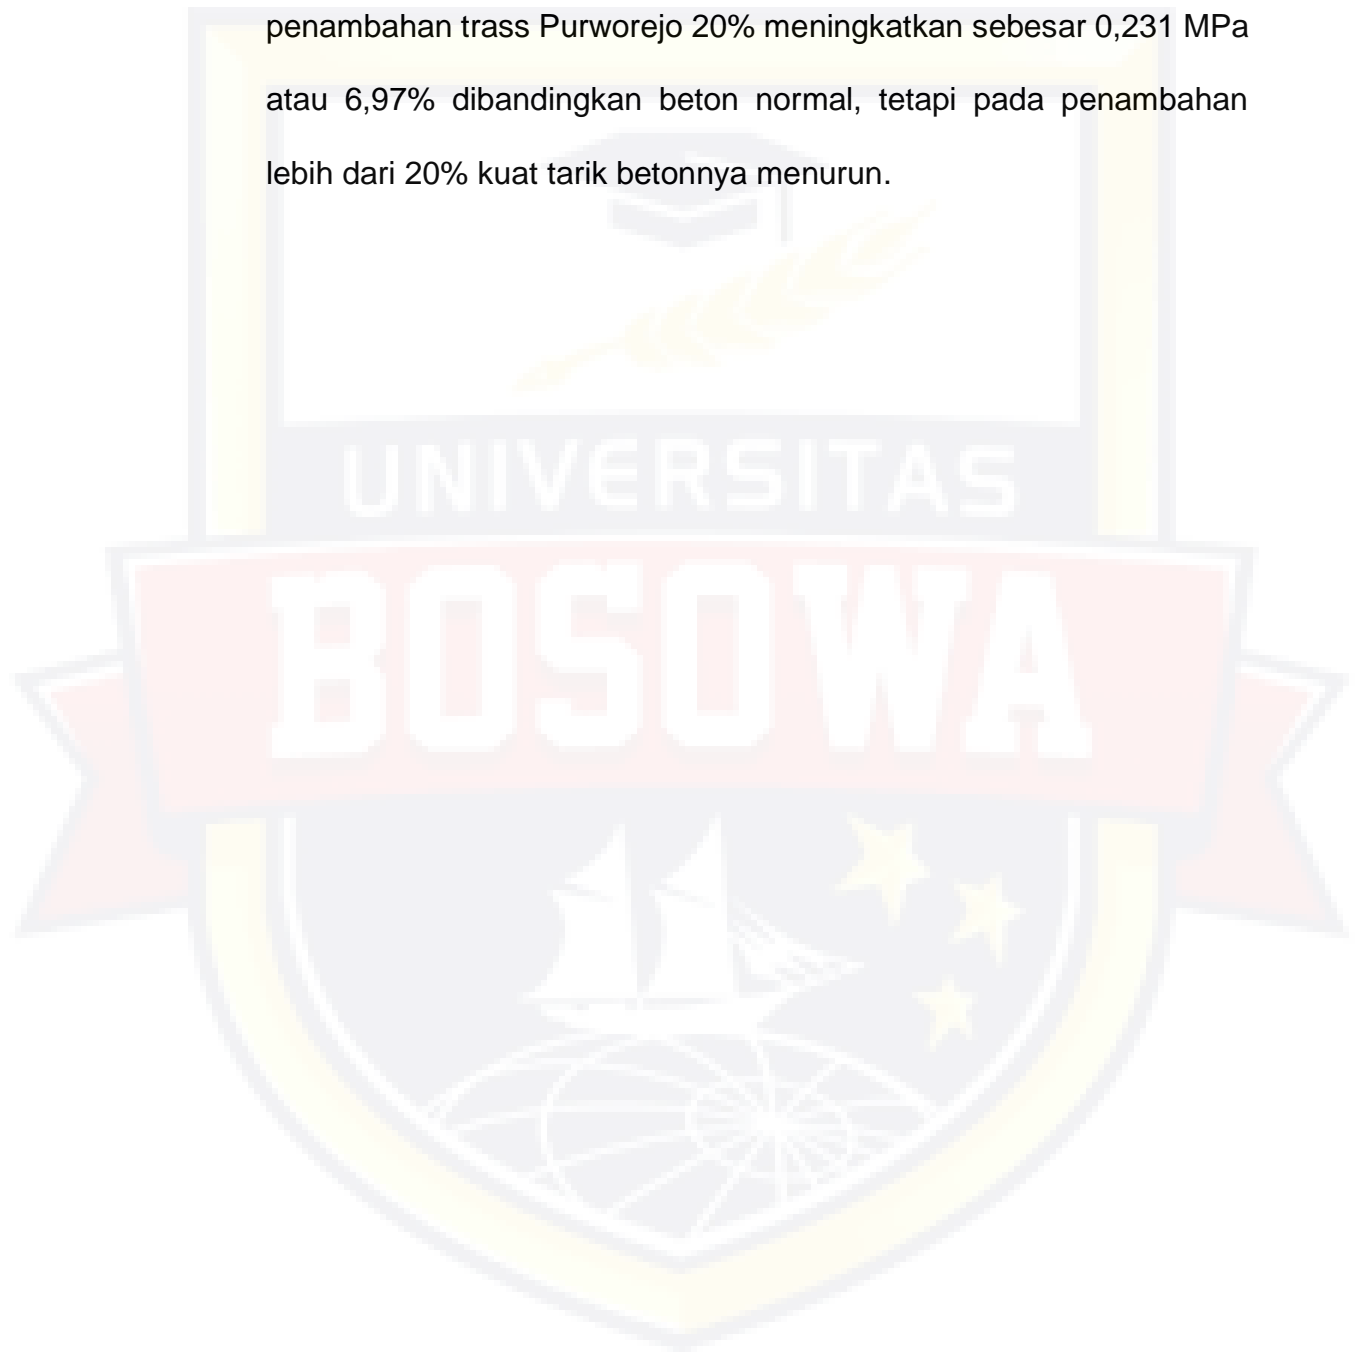 penambahan trass Purworejo 20% meningkatkan sebesar 0,231 MPa
atau 6,97% dibandingkan beton normal, tetapi pada penambahan
lebih dari 20% kuat tarik betonnya menurun.
UNIVERSITAS
BOSOWA